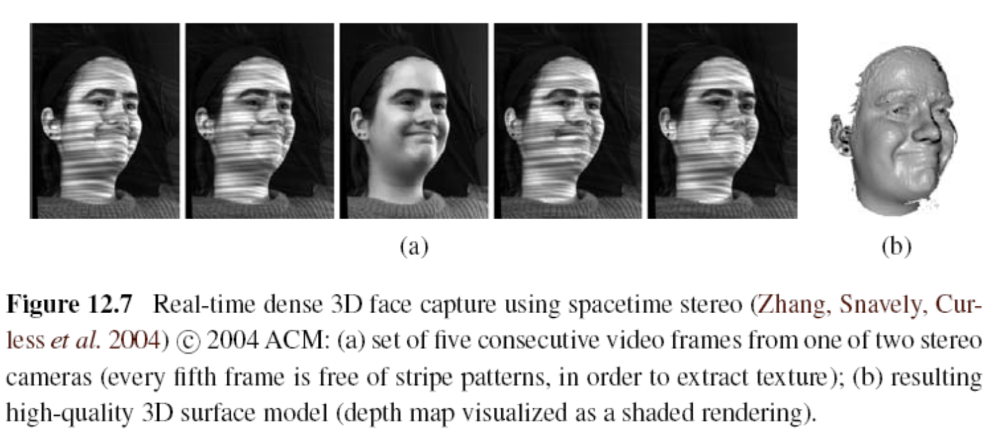 (a)
(b)
Figure 12.7 Real-time dense 3D face capture using spacetime stereo (Zhang, Snavely, Cur-
less et al. 2004) © 2004 ACM: (a) set of five consecutive video frames from one of two stereo
cameras (every fifth frame is free of stripe patterns, in order to extract texture); (b) resulting
high-quality 3D surface model (depth map visualized as a shaded rendering).